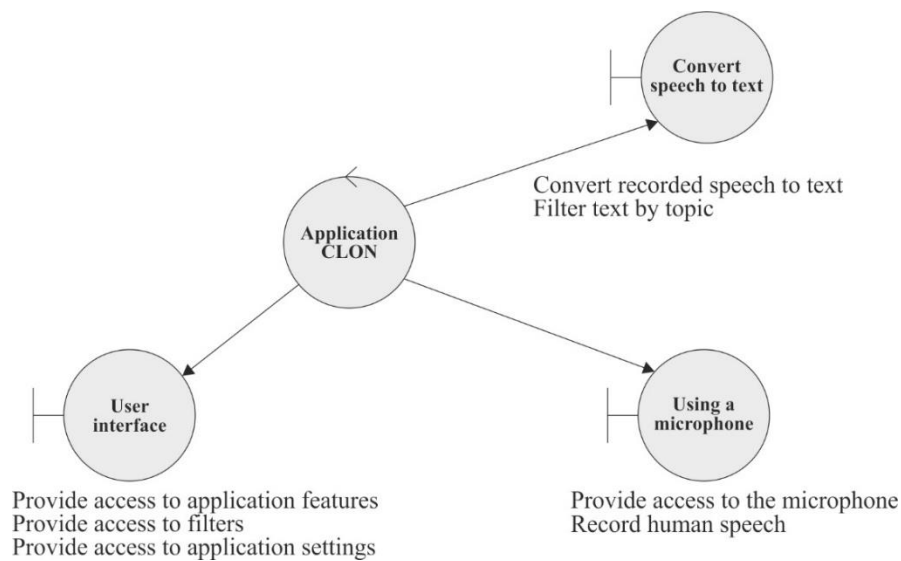 Convert
speech to text
Convert recorded speech to text
Filter text by topic
Application
CLON
User
interface
Provide access to application features
Provide access to filters
Provide access to application settings
Using a
microphone
Provide access to the microphone
Record human speech